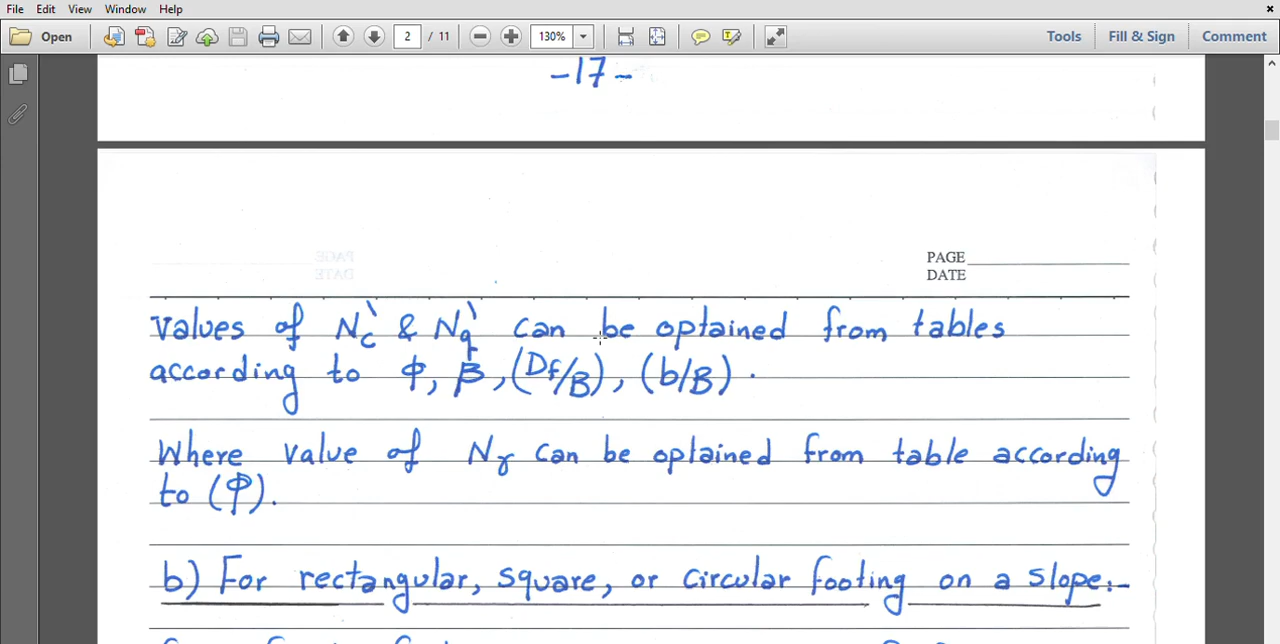 File Edit View Window Help
Open 2 / 11 130% Tools Fill & Sign Comment
-17-
PAGE
DATE
Values of Nc` & Nq` can be optained from tables
according to Φ, β, (Df/B), (b/B).
Where value of Nγ can be optained from table according
to (Φ).
b) For rectangular, square, or circular footing on a slope:-